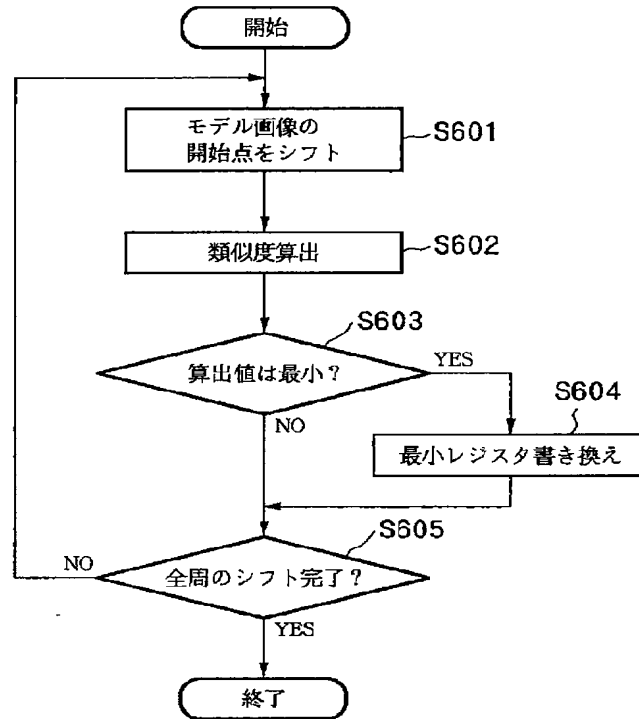 開始
モデル画像の
開始点をシフト
S601
類似度算出
S602
S603
算出値は最小？
YES
NO
S604
最小レジスタ書き換え
S605
NO
全周のシフト完了？
YES
終了